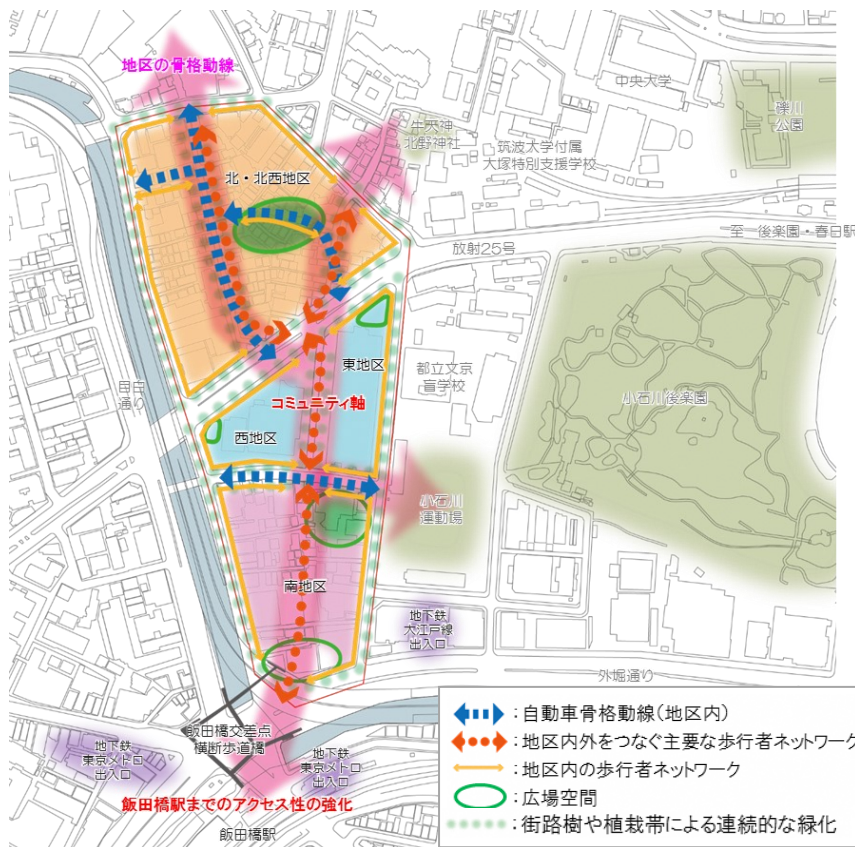 地区の骨格動線
中央大学
礫川
公園
牛天神
北野神社
筑波大学付属
大塚特別支援学校
北・北西地区
至 後楽園・春日駅
放射25号
東地区
都立文京
盲学校
目白
通り
コミュニティ軸
小石川後楽園
西地区
小石川
運動場
南地区
地下鉄
大江戸線
出入口
外堀通り
飯田橋交差点
横断歩道橋
地下鉄
東京メトロ
出入口
地下鉄
東京メトロ
出入口
飯田橋駅までのアクセス性の強化
飯田橋駅
:自動車骨格動線(地区内)
:地区内外をつなぐ主要な歩行者ネットワーク
:地区内の歩行者ネットワーク
:広場空間
:街路樹や植栽帯による連続的な緑化